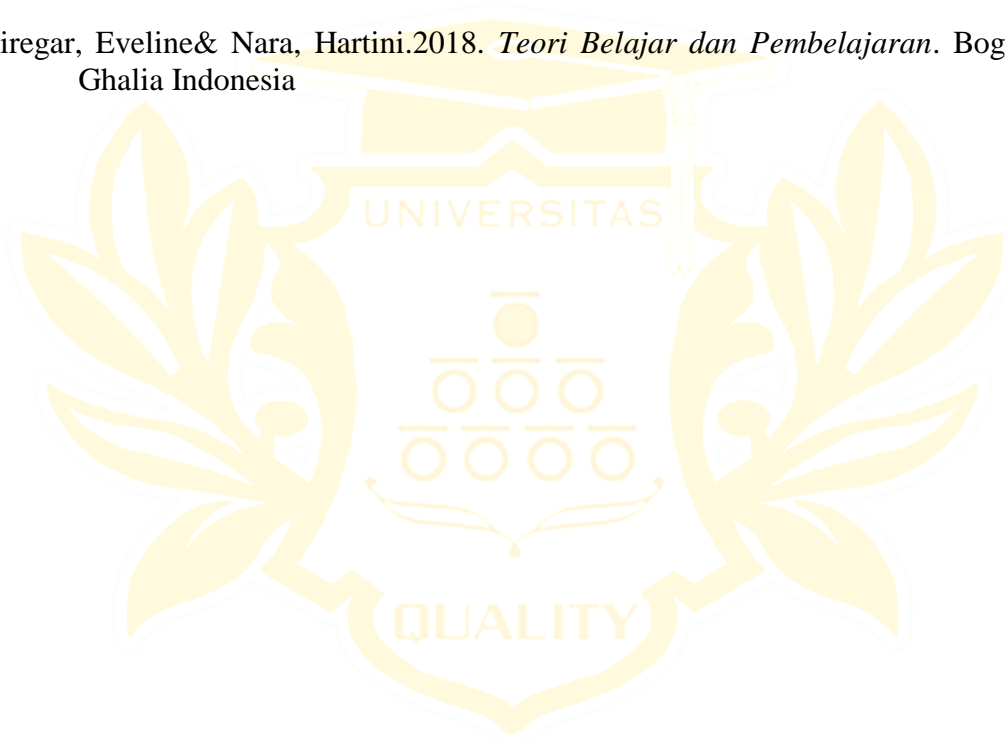 iregar, Eveline& Nara, Hartini.2018. Teori Belajar dan Pembelajaran. Bog
Ghalia Indonesia
UNIVERSITAS
QUALITY